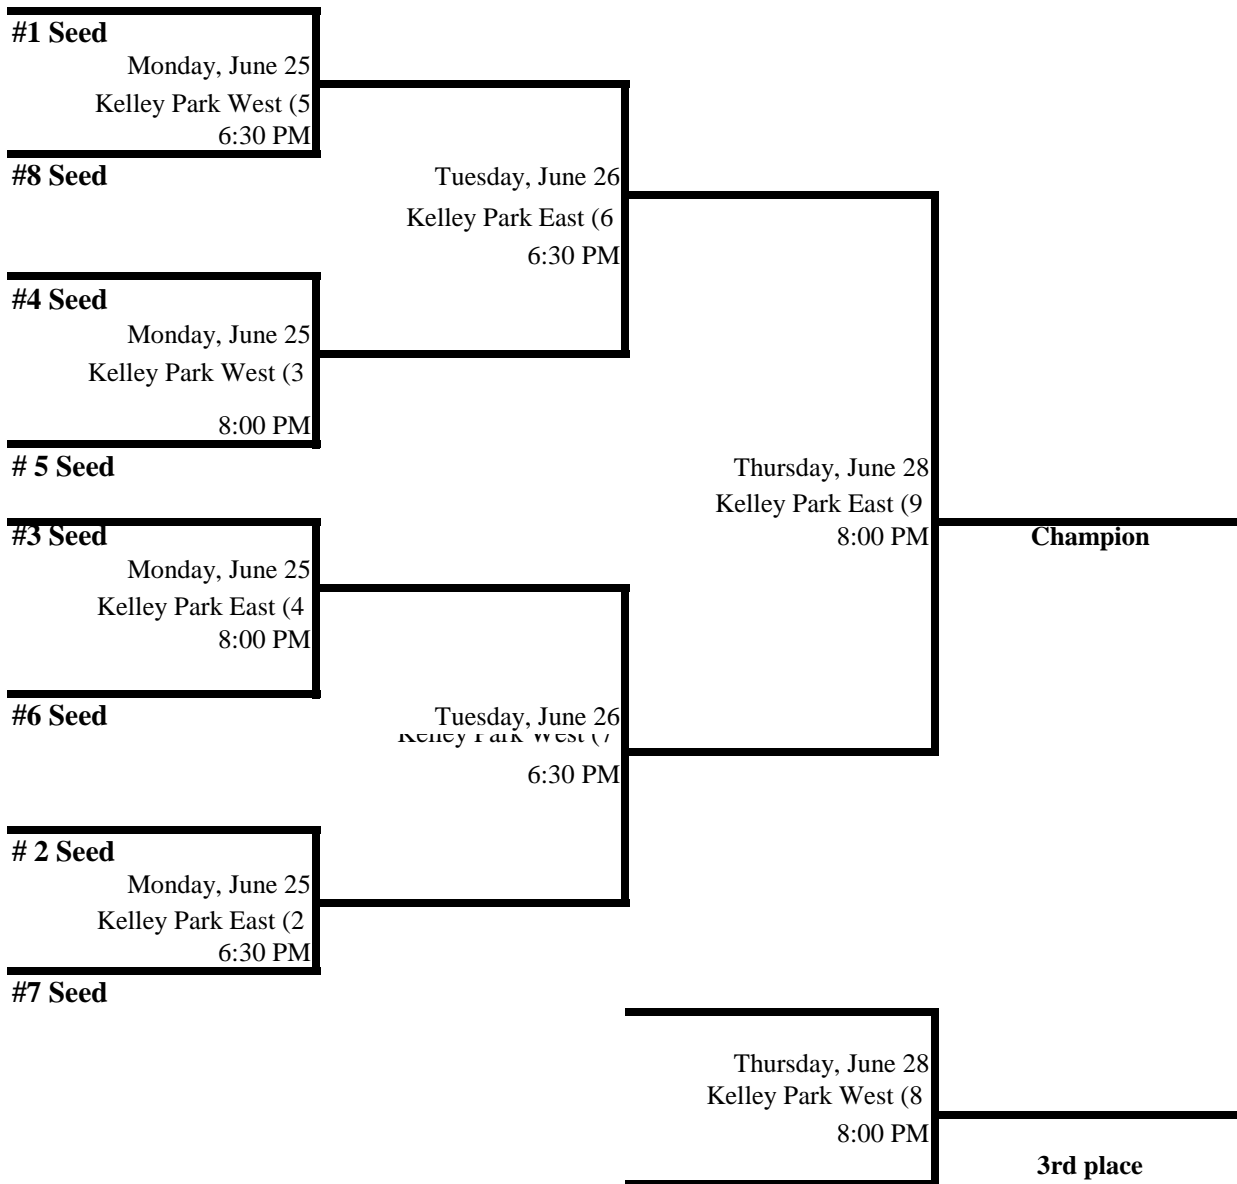 #1 Seed
Monday, June 25
Kelley Park West (5
6:30 PM
#8 Seed
Tuesday, June 26
Kelley Park East (6
6:30 PM
#4 Seed
Monday, June 25
Kelley Park West (3
8:00 PM
# 5 Seed
Thursday, June 28
Kelley Park East (9
8:00 PM
Champion
#3 Seed
Monday, June 25
Kelley Park East (4
8:00 PM
#6 Seed
Tuesday, June 26
Kelley Park West (7
6:30 PM
# 2 Seed
Monday, June 25
Kelley Park East (2
6:30 PM
#7 Seed
Thursday, June 28
Kelley Park West (8
8:00 PM
3rd place